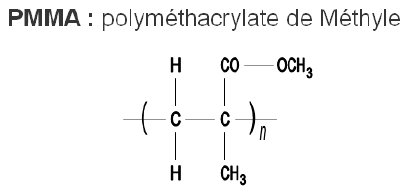 PMMA : polyméthacrylate de Méthyle
H CO OCH₃
( C C )n
H CH₃